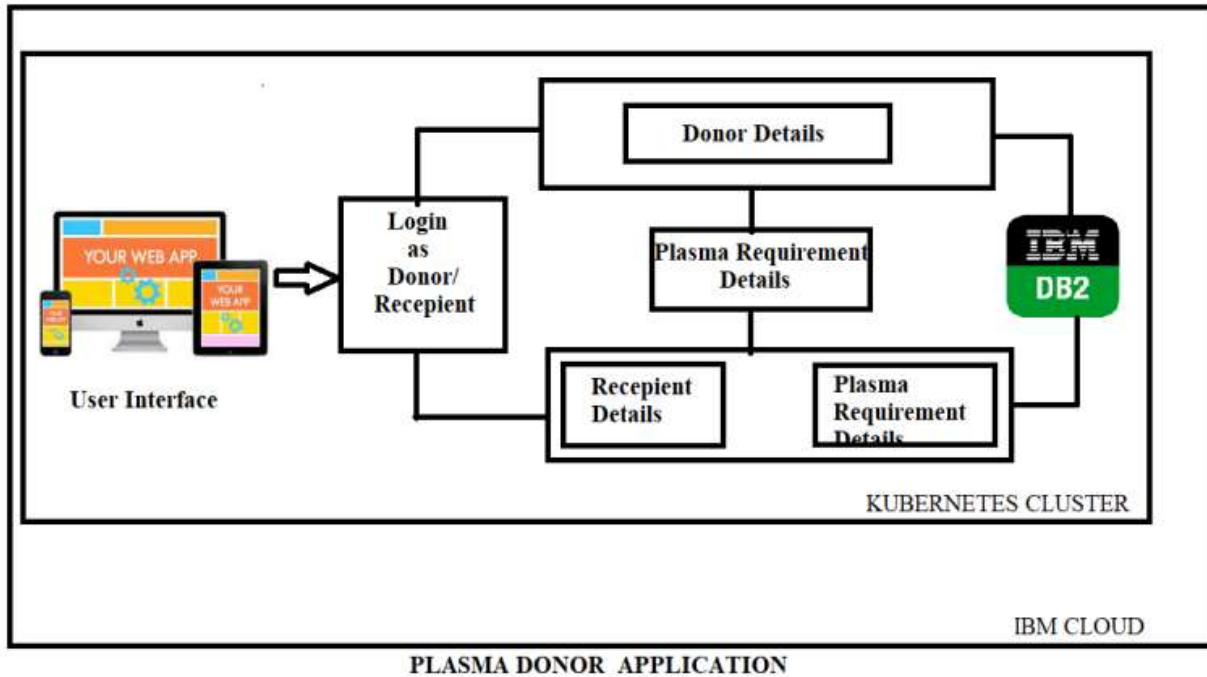 Donor Details
Login
as
Donor/
Recepient
Plasma Requirement
Details
IBM
DB2
YOUR WEB APP
YOUR
WEB APP
User Interface
Recepient
Details
Plasma
Requirement
Details
KUBERNETES CLUSTER
IBM CLOUD
PLASMA DONOR APPLICATION